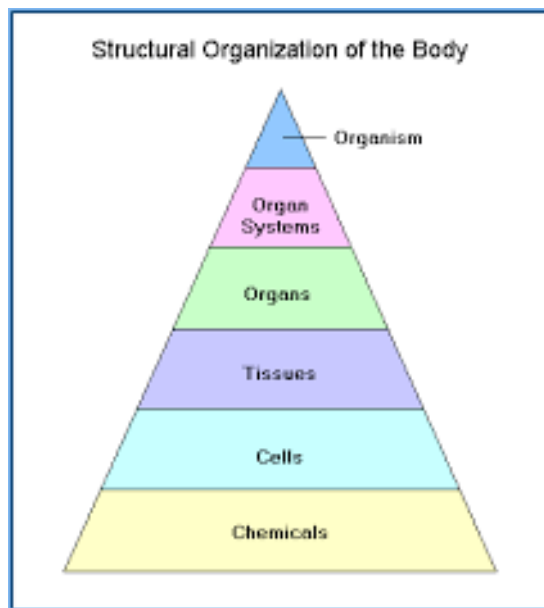 Structural Organization of the Body
Organism
Organ
Systems
Organs
Tissues
Cells
Chemicals